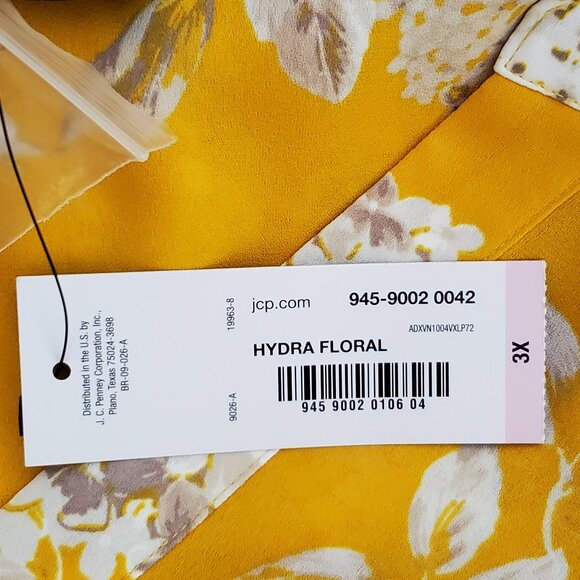 Distributed in the U.S. by
J. C. Penney Corporation, Inc.,
Plano, Texas 75024-3698
BR-09-026-A
19963-8
9026-A
jcp.com 945-9002 0042
ADXVN1004VXLP72
HYDRA FLORAL
945 9002 0106 04
3X